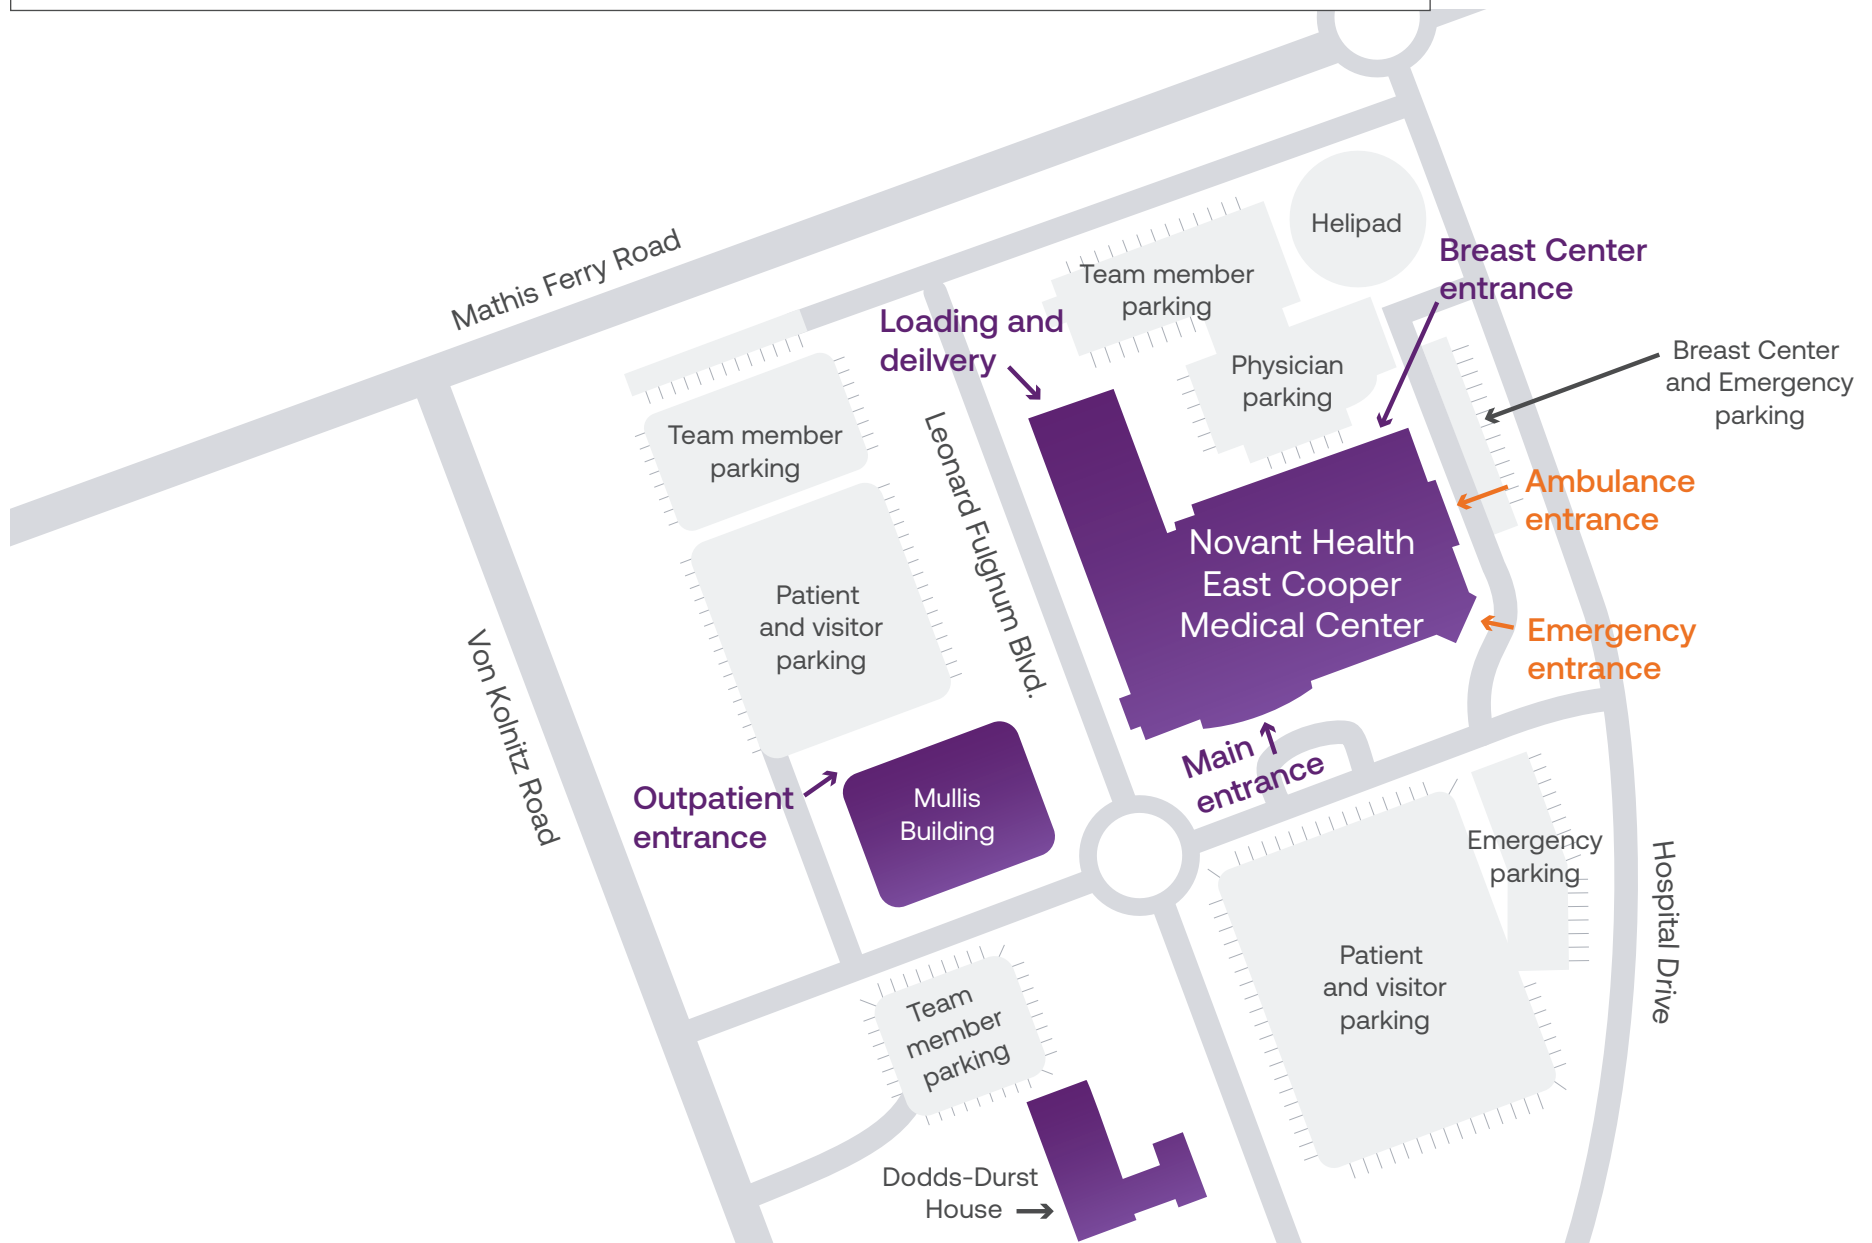 Helipad
Breast Center
entrance
Mathis Ferry Road
Team member
parking
Loading and
deilvery
Physician
parking
Breast Center
and Emergency
parking
Team member
parking
Leonard Fulghum Blvd.
Ambulance
entrance
Novant Health
East Cooper
Medical Center
Patient
and visitor
parking
Emergency
entrance
Von Kolnitz Road
Main
entrance
Outpatient
entrance
Mullis
Building
Emergency
parking
Hospital Drive
Patient
and visitor
parking
Team
member
parking
Dodds-Durst
House